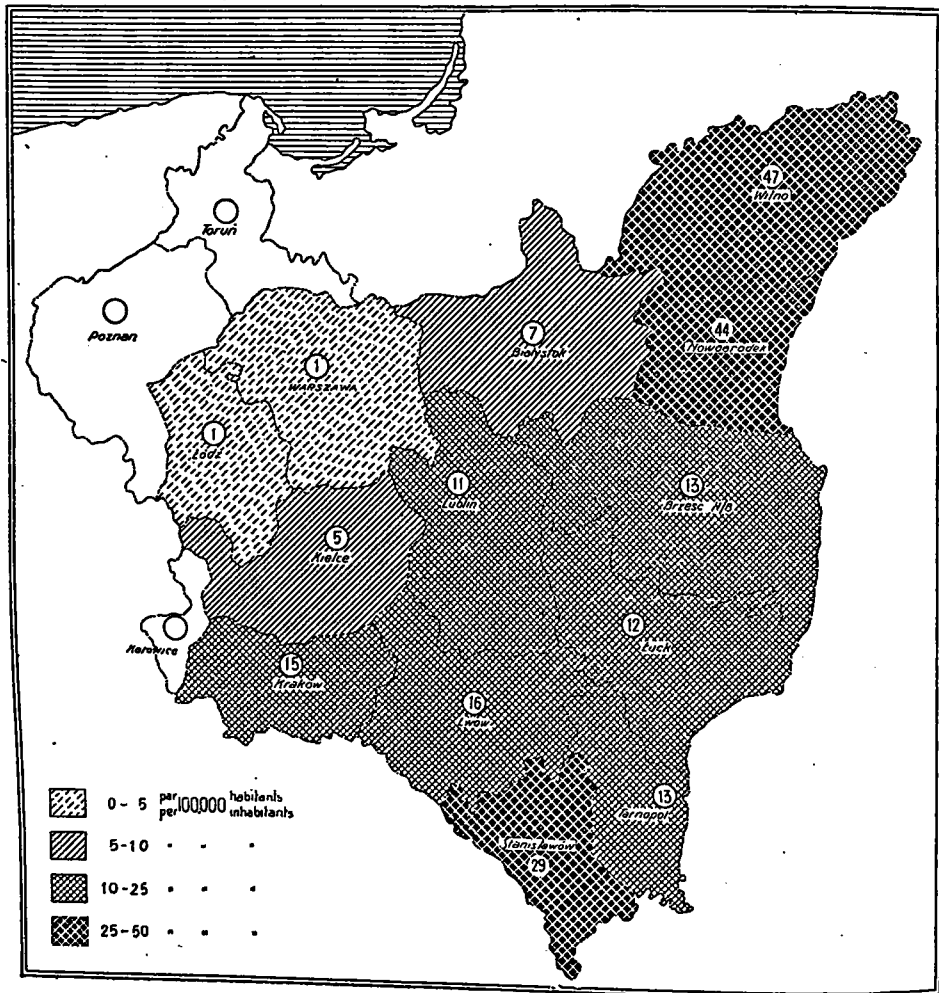 47
Wilno
Toruń
Poznan
7
Białystok
44
Nowogródek
1
WARSZAWA
1
Łódź
11
Lublin
13
Brześć N/B
5
Kielce
Katowice
12
Łuck
15
Kraków
16
Lwów
13
Tarnopol
Stanisławów
29
0 - 5 par per 100,000 habitants inhabitants
5-10 " " "
10-25 " " "
25-50 " " "